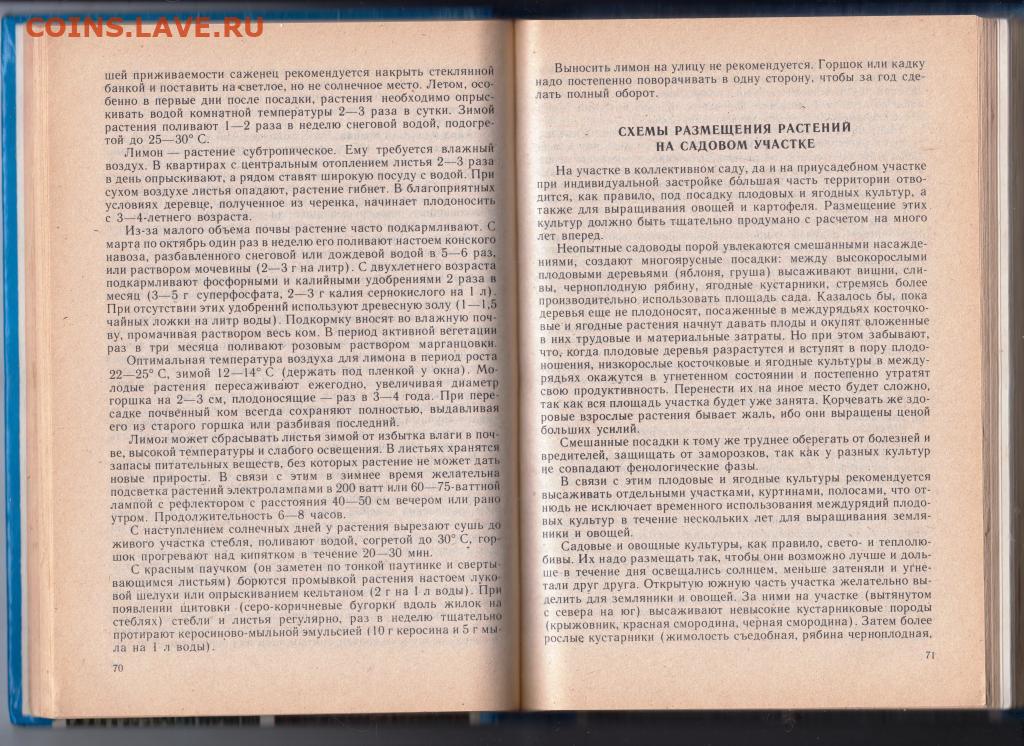 COINS.LAVE.RU
шей приживаемости саженец рекомендуется накрыть стеклянной
банкой и поставить на светлое, но не солнечное место. Летом, осо-
бенно в первые дни после посадки, растения необходимо опрыс-
кивать водой комнатной температуры 2—3 раза в сутки. Зимой
растения поливают 1—2 раза в неделю снеговой водой, подогре-
той до 25—30° С.
Лимон — растение субтропическое. Ему требуется влажный
воздух. В квартирах с центральным отоплением листья 2—3 раза
в день опрыскивают, а рядом ставят широкую посуду с водой. При
сухом воздухе листья опадают, растение гибнет. В благоприятных
условиях деревце, полученное из черенка, начинает плодоносить
с 3—4-летнего возраста.
Из-за малого объема почвы растение часто подкармливают. С
марта по октябрь один раз в неделю его поливают настоем конского
навоза, разбавленного снеговой или дождевой водой в 5—6 раз,
или раствором мочевины (2—3 г на литр). С двухлетнего возраста
подкармливают фосфорными и калийными удобрениями 2 раза в
месяц (3—5 г суперфосфата, 2—3 г калия сернокислого на 1 л).
При отсутствии этих удобрений используют древесную золу (1—1,5
чайных ложки на литр воды). Подкормку вносят во влажную поч-
ву, промачивая раствором весь ком. В период активной вегетации
раз в три месяца поливают розовым раствором марганцовки.
Оптимальная температура воздуха для лимона в период роста
22—25° С, зимой 12—14° С (держать под пленкой у окна). Мо-
лодые растения пересаживают ежегодно, увеличивая диаметр
горшка на 2—3 см, плодоносящие — раз в 3—4 года. При пере-
садке почвенный ком всегда сохраняют полностью, выдавливая
его из старого горшка или разбивая последний.
Лимон может сбрасывать листья зимой от избытка влаги в поч-
ве, высокой температуры и слабого освещения. В листьях хранятся
запасы питательных веществ, без которых растение не может дать
новые приросты. В связи с этим в зимнее время желательна
подсветка растений электролампами в 200 ватт или 60—75-ваттной
лампой с рефлектором с расстояния 40—50 см вечером или рано
утром. Продолжительность 6—8 часов.
С наступлением солнечных дней у растения вырезают сушь до
живого участка стебля, поливают водой, согретой до 30° С, гор-
шок прогревают над кипятком в течение 20—30 мин.
С красным паучком (он заметен по тонкой паутинке и сверты-
вающимся листьям) борются промывкой растения настоем луко-
вой шелухи или опрыскиванием кельтаном (2 г на 1 л воды). При
появлении щитовки (серо-коричневые бугорки вдоль жилок на
стеблях) стебли и листья регулярно, раз в неделю тщательно
протирают керосиново-мыльной эмульсией (10 г керосина и 5 г мы-
ла на 1 л воды).
70
Выносить лимон на улицу не рекомендуется. Горшок или кадку
надо постепенно поворачивать в одну сторону, чтобы за год сде-
лать полный оборот.
СХЕМЫ РАЗМЕЩЕНИЯ РАСТЕНИЙ
НА САДОВОМ УЧАСТКЕ
На участке в коллективном саду, да и на приусадебном участке
при индивидуальной застройке бо́льшая часть территории отво-
дится, как правило, под посадку плодовых и ягодных культур, а
также для выращивания овощей и картофеля. Размещение этих
культур должно быть тщательно продумано с расчетом на много
лет вперед.
Неопытные садоводы порой увлекаются смешанными насажде-
ниями, создают многоярусные посадки: между высокорослыми
плодовыми деревьями (яблоня, груша) высаживают вишни, сли-
вы, черноплодную рябину, ягодные кустарники, стремясь более
производительно использовать площадь сада. Казалось бы, пока
деревья еще не плодоносят, посаженные в междурядьях косточко-
вые и ягодные растения начнут давать плоды и окупят вложенные
в них трудовые и материальные затраты. Но при этом забывают,
что, когда плодовые деревья разрастутся и вступят в пору плодо-
ношения, низкорослые косточковые и ягодные культуры в между-
рядьях окажутся в угнетенном состоянии и постепенно утратят
свою продуктивность. Перенести их на иное место будет сложно,
так как вся площадь участка будет уже занята. Корчевать же здо-
ровые взрослые растения бывает жаль, ибо они выращены ценой
больших усилий.
Смешанные посадки к тому же труднее оберегать от болезней и
вредителей, защищать от заморозков, так как у разных культур
не совпадают фенологические фазы.
В связи с этим плодовые и ягодные культуры рекомендуется
высаживать отдельными участками, куртинами, полосами, что от-
нюдь не исключает временного использования междурядий плодо-
вых культур в течение нескольких лет для выращивания земля-
ники и овощей.
Садовые и овощные культуры, как правило, свето- и теплолю-
бивы. Их надо размещать так, чтобы они возможно лучше и доль-
ше в течение дня освещались солнцем, меньше затеняли и угне-
тали друг друга. Открытую южную часть участка желательно вы-
делить для земляники и овощей. За ними на участке (вытянутом
с севера на юг) высаживают невысокие кустарниковые породы
(крыжовник, красная смородина, черная смородина). Затем более
рослые кустарники (жимолость съедобная, рябина черноплодная,
71